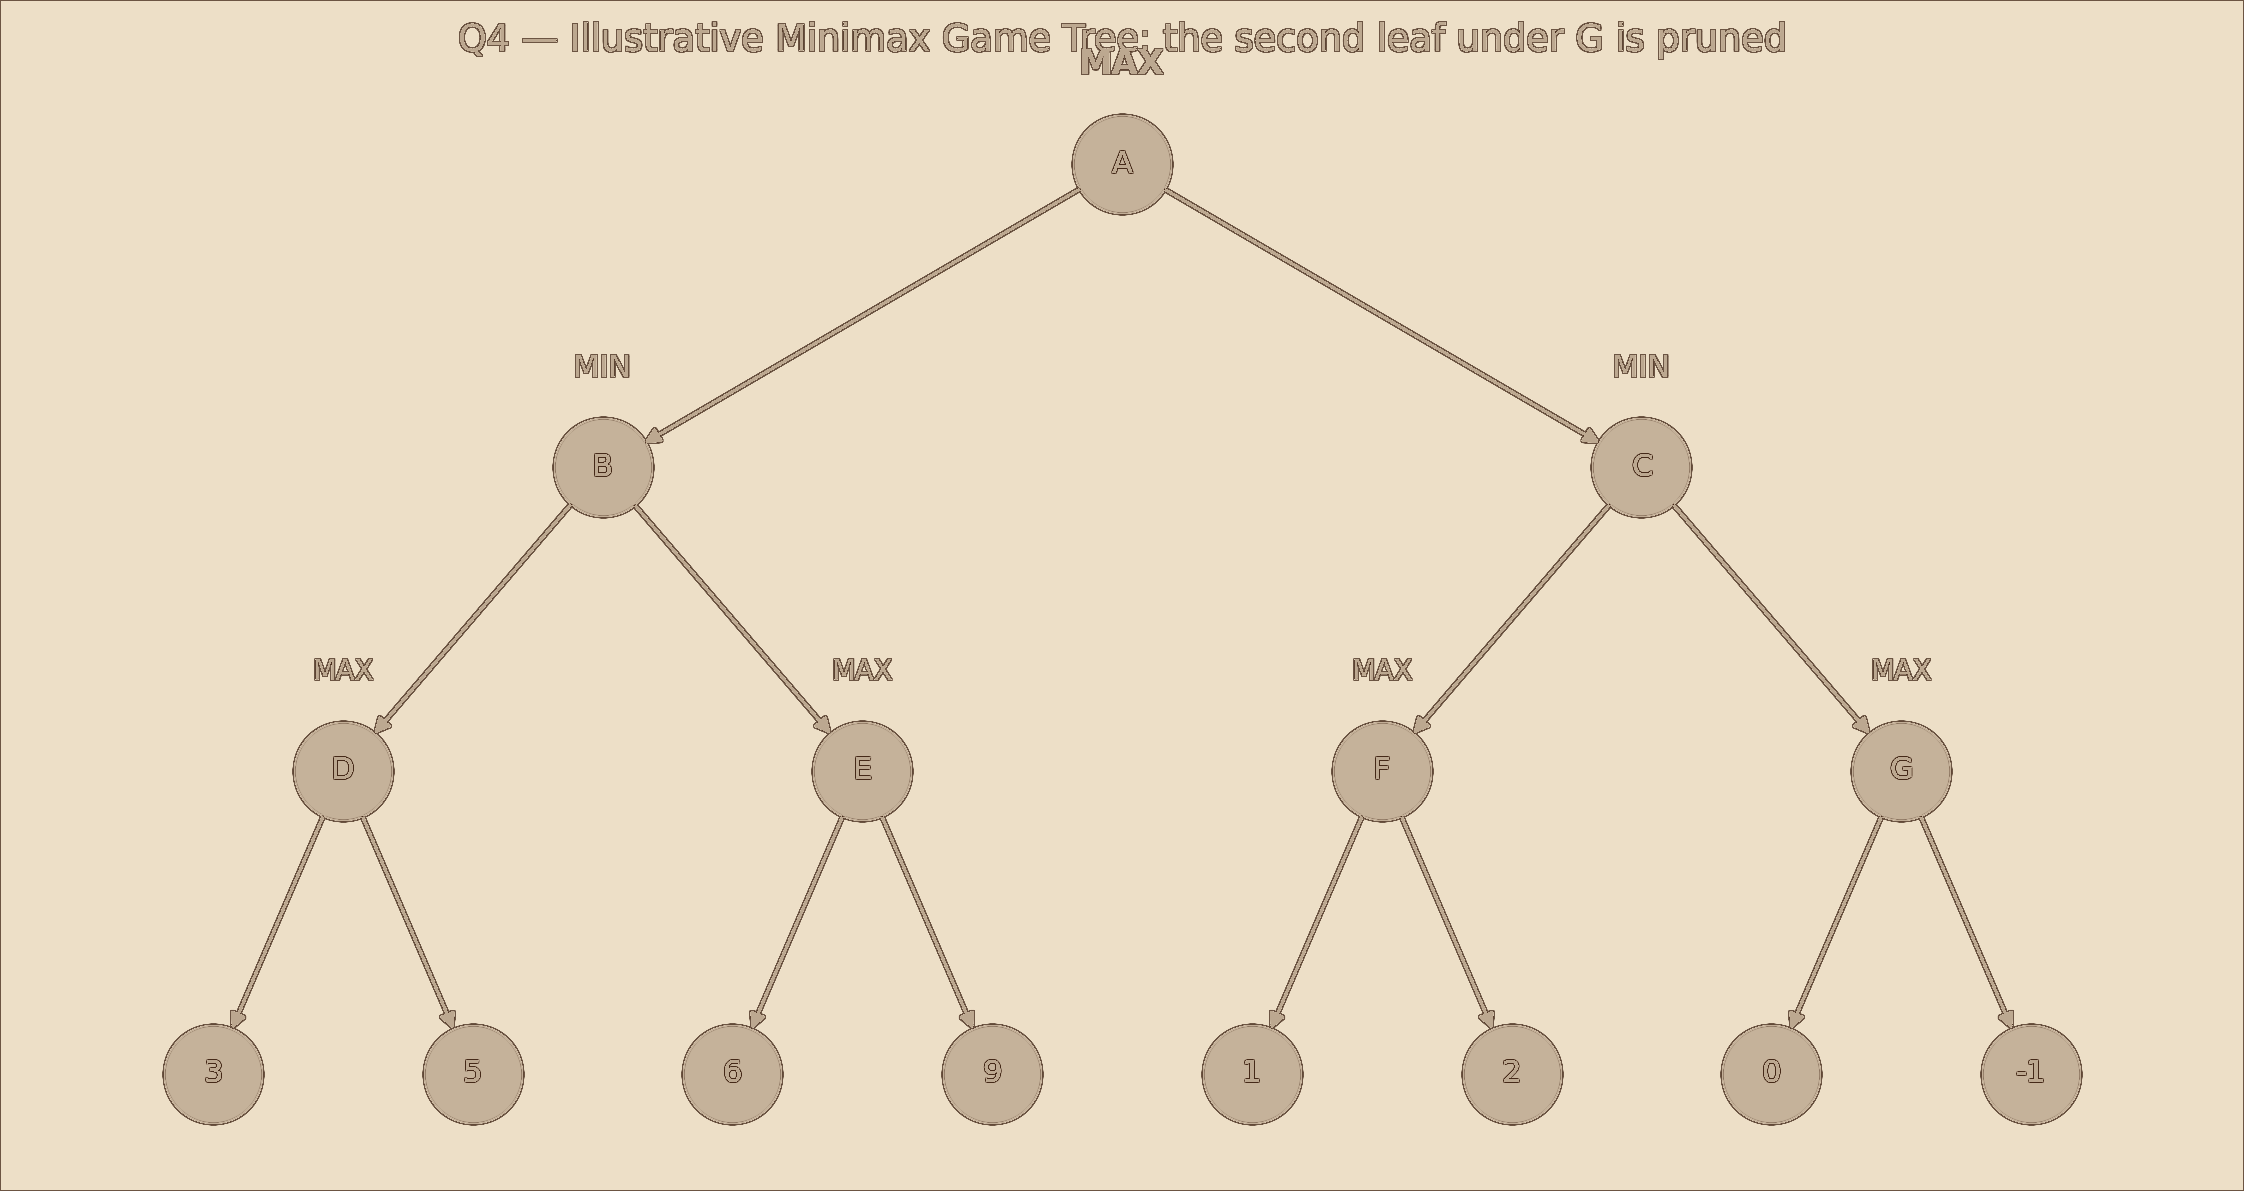 Q4 — Illustrative Minimax Game Tree: the second leaf under G is pruned
MAX
A
MIN MIN
B C
MAX MAX MAX MAX
D E F G
3 5 6 9 1 2 0 -1